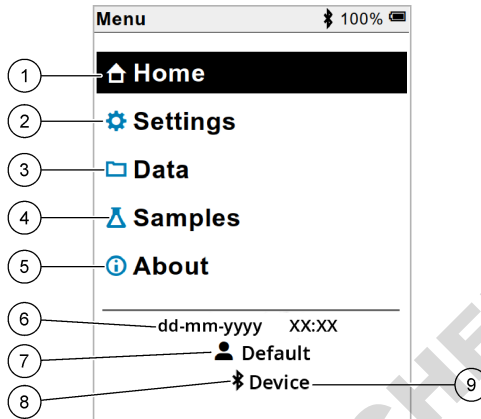 Menu 100%
1 Home
2 Settings
3 Data
4 Samples
5 About
6 dd-mm-yyyy XX:XX
7 Default
8 Device 9